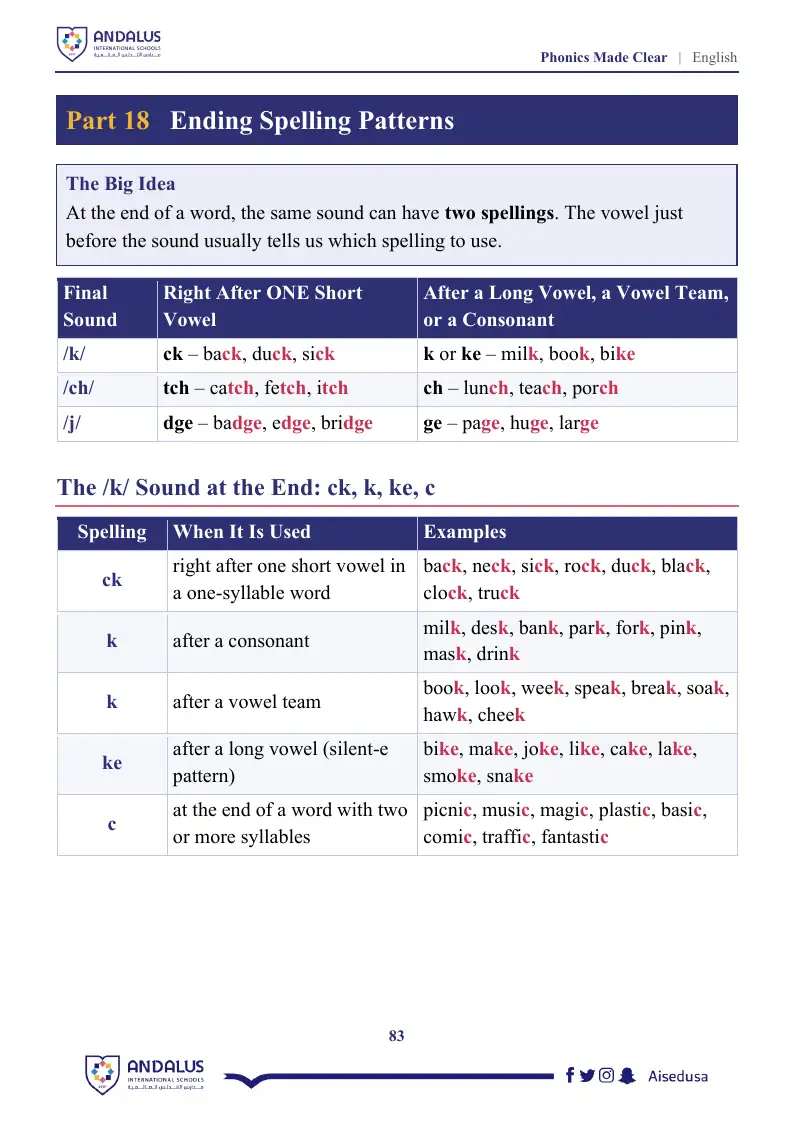 ANDALUS
INTERNATIONAL SCHOOLS
مدارس الأندلس العالمية
Phonics Made Clear | English
Part 18 Ending Spelling Patterns
The Big Idea
At the end of a word, the same sound can have two spellings. The vowel just
before the sound usually tells us which spelling to use.
Final Sound
Right After ONE Short Vowel
After a Long Vowel, a Vowel Team, or a Consonant
/k/ ck – back, duck, sick k or ke – milk, book, bike
/ch/ tch – catch, fetch, itch ch – lunch, teach, porch
/j/ dge – badge, edge, bridge ge – page, huge, large
The /k/ Sound at the End: ck, k, ke, c
Spelling When It Is Used Examples
ck
right after one short vowel in
a one-syllable word
back, neck, sick, rock, duck, black,
clock, truck
k
after a consonant
milk, desk, bank, park, fork, pink,
mask, drink
k
after a vowel team
book, look, week, speak, break, soak,
hawk, cheek
ke
after a long vowel (silent-e
pattern)
bike, make, joke, like, cake, lake,
smoke, snake
c
at the end of a word with two
or more syllables
picnic, music, magic, plastic, basic,
comic, traffic, fantastic
83
ANDALUS
INTERNATIONAL SCHOOLS
مدارس الأندلس العالمية
Aisedusa